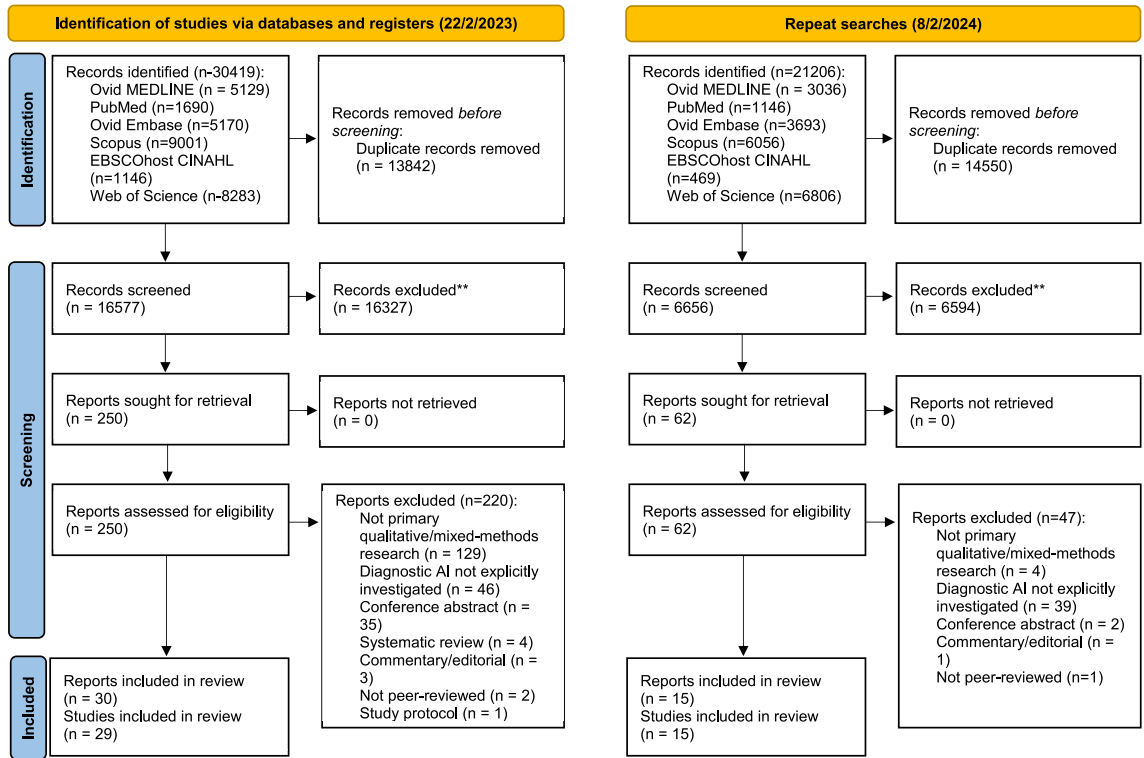 Identification of studies via databases and registers (22/2/2023)
Identification
Records identified (n-30419):
Ovid MEDLINE (n = 5129)
PubMed (n=1690)
Ovid Embase (n=5170)
Scopus (n=9001)
EBSCOhost CINAHL
(n=1146)
Web of Science (n-8283)
Records removed before
screening:
Duplicate records removed
(n = 13842)
Screening
Records screened
(n = 16577)
Records excluded**
(n = 16327)
Reports sought for retrieval
(n = 250)
Reports not retrieved
(n = 0)
Reports assessed for eligibility
(n = 250)
Reports excluded (n=220):
Not primary
qualitative/mixed-methods
research (n = 129)
Diagnostic AI not explicitly
investigated (n = 46)
Conference abstract (n =
35)
Systematic review (n = 4)
Commentary/editorial (n =
3)
Not peer-reviewed (n = 2)
Study protocol (n = 1)
Included
Reports included in review
(n = 30)
Studies included in review
(n = 29)
Repeat searches (8/2/2024)
Records identified (n=21206):
Ovid MEDLINE (n = 3036)
PubMed (n=1146)
Ovid Embase (n=3693)
Scopus (n=6056)
EBSCOhost CINAHL
(n=469)
Web of Science (n=6806)
Records removed before
screening:
Duplicate records removed
(n = 14550)
Records screened
(n = 6656)
Records excluded**
(n = 6594)
Reports sought for retrieval
(n = 62)
Reports not retrieved
(n = 0)
Reports assessed for eligibility
(n = 62)
Reports excluded (n=47):
Not primary
qualitative/mixed-methods
research (n = 4)
Diagnostic AI not explicitly
investigated (n = 39)
Conference abstract (n = 2)
Commentary/editorial (n =
1)
Not peer-reviewed (n=1)
Reports included in review
(n = 15)
Studies included in review
(n = 15)